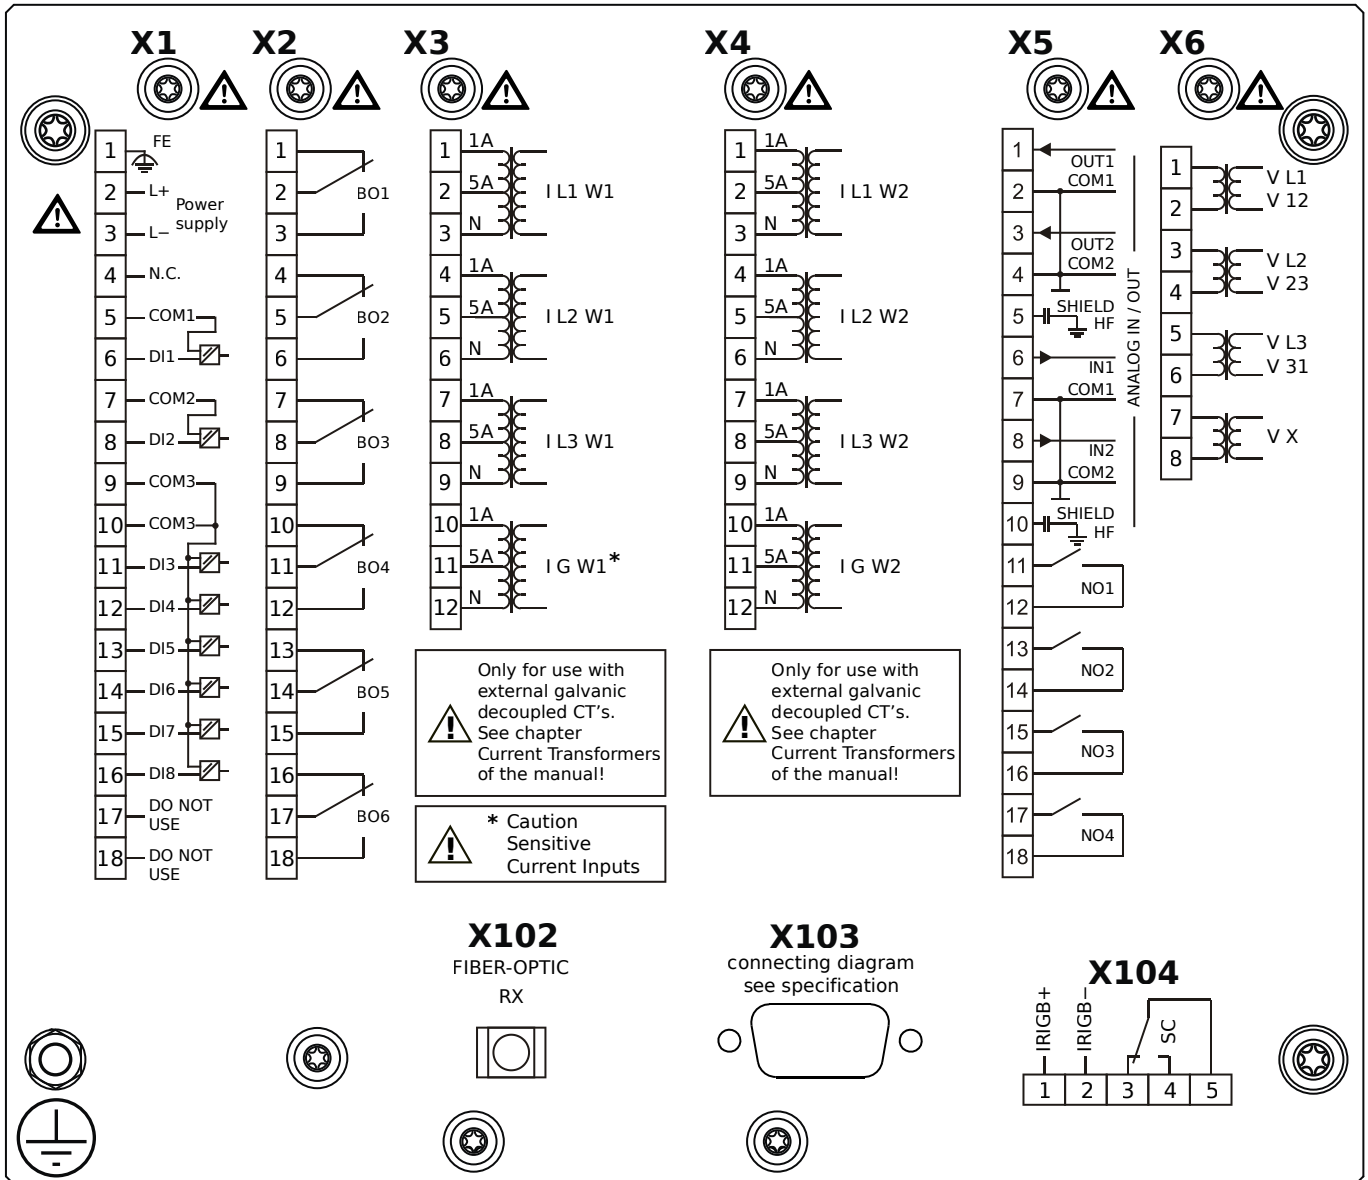 X1
X2
X3
X4
X5
X6
1 FE
2 L+
Power
supply
3 L−
4 N.C.
5 COM1
6 DI1
7 COM2
8 DI2
9 COM3
10 COM3
11 DI3
12 DI4
13 DI5
14 DI6
15 DI7
16 DI8
17 DO NOT
USE
18 DO NOT
USE
1
2 BO1
3
4
5 BO2
6
7
8 BO3
9
10
11 BO4
12
13
14 BO5
15
16
17 BO6
18
1 1A
2 5A I L1 W1
3 N
4 1A
5 5A I L2 W1
6 N
7 1A
8 5A I L3 W1
9 N
10 1A
11 5A I G W1*
12 N
Only for use with
external galvanic
decoupled CT's.
See chapter
Current Transformers
of the manual!
* Caution
Sensitive
Current Inputs
1 1A
2 5A I L1 W2
3 N
4 1A
5 5A I L2 W2
6 N
7 1A
8 5A I L3 W2
9 N
10 1A
11 5A I G W2
12 N
Only for use with
external galvanic
decoupled CT's.
See chapter
Current Transformers
of the manual!
1
OUT1
2 COM1
3
OUT2
4 COM2
5 SHIELD
HF
6
IN1
7 COM1
8
IN2
9 COM2
10 SHIELD
HF
ANALOG IN / OUT
11
NO1
12
13
NO2
14
15
NO3
16
17
NO4
18
1 V L1
2 V 12
3 V L2
4 V 23
5 V L3
6 V 31
7 V X
8
X102
FIBER-OPTIC
RX
X103
connecting diagram
see specification
X104
IRIGB+
IRIGB−
SC
1 2 3 4 5